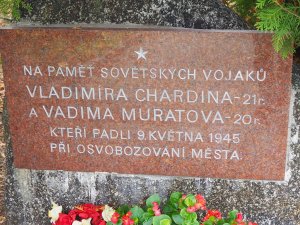 NA PAMĚŤ SOVĚTSKÝCH VOJÁKŮ
VLADIMÍRA CHARDINA-21r.
A VADIMA MURATOVA-20r.
KTEŘÍ PADLI 9.KVĚTNA 1945
PŘI OSVOBOZOVÁNÍ MĚSTA.